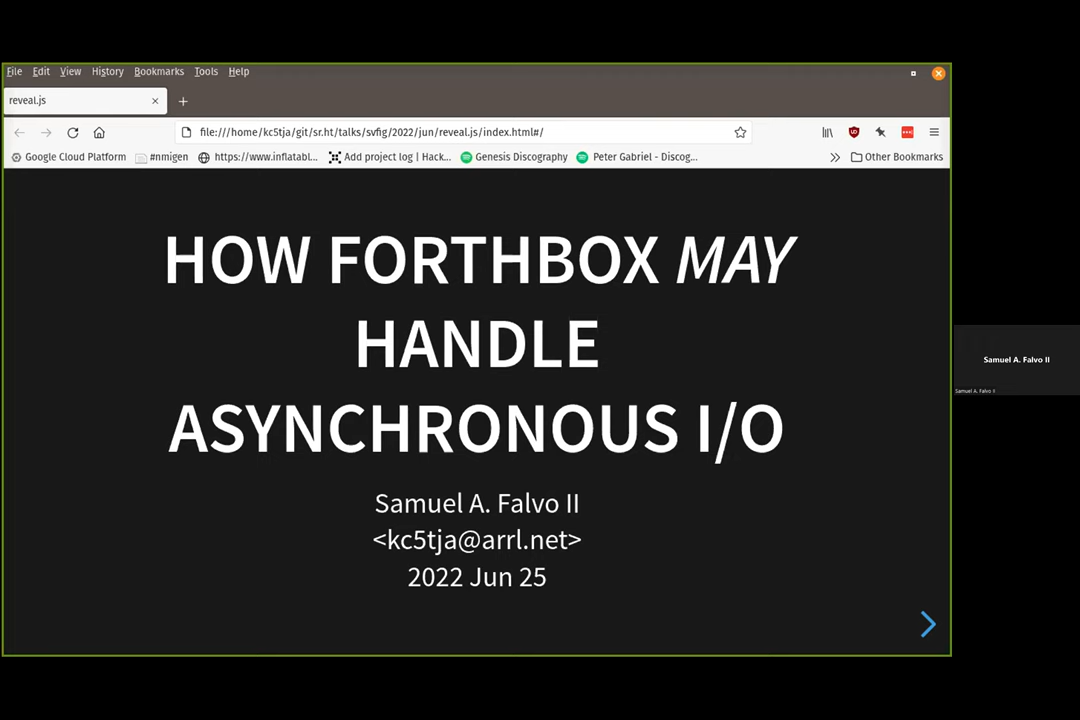 File Edit View History Bookmarks Tools Help
reveal.js
file:///home/kc5tja/git/sr.ht/talks/svfig/2022/jun/reveal.js/index.html#/
Google Cloud Platform #nmigen https://www.inflatabl... Add project log | Hack... Genesis Discography Peter Gabriel - Discog... Other Bookmarks
HOW FORTHBOX MAY
HANDLE
ASYNCHRONOUS I/O
Samuel A. Falvo II
<kc5tja@arrl.net>
2022 Jun 25
Samuel A. Falvo II
Samuel A. Falvo II